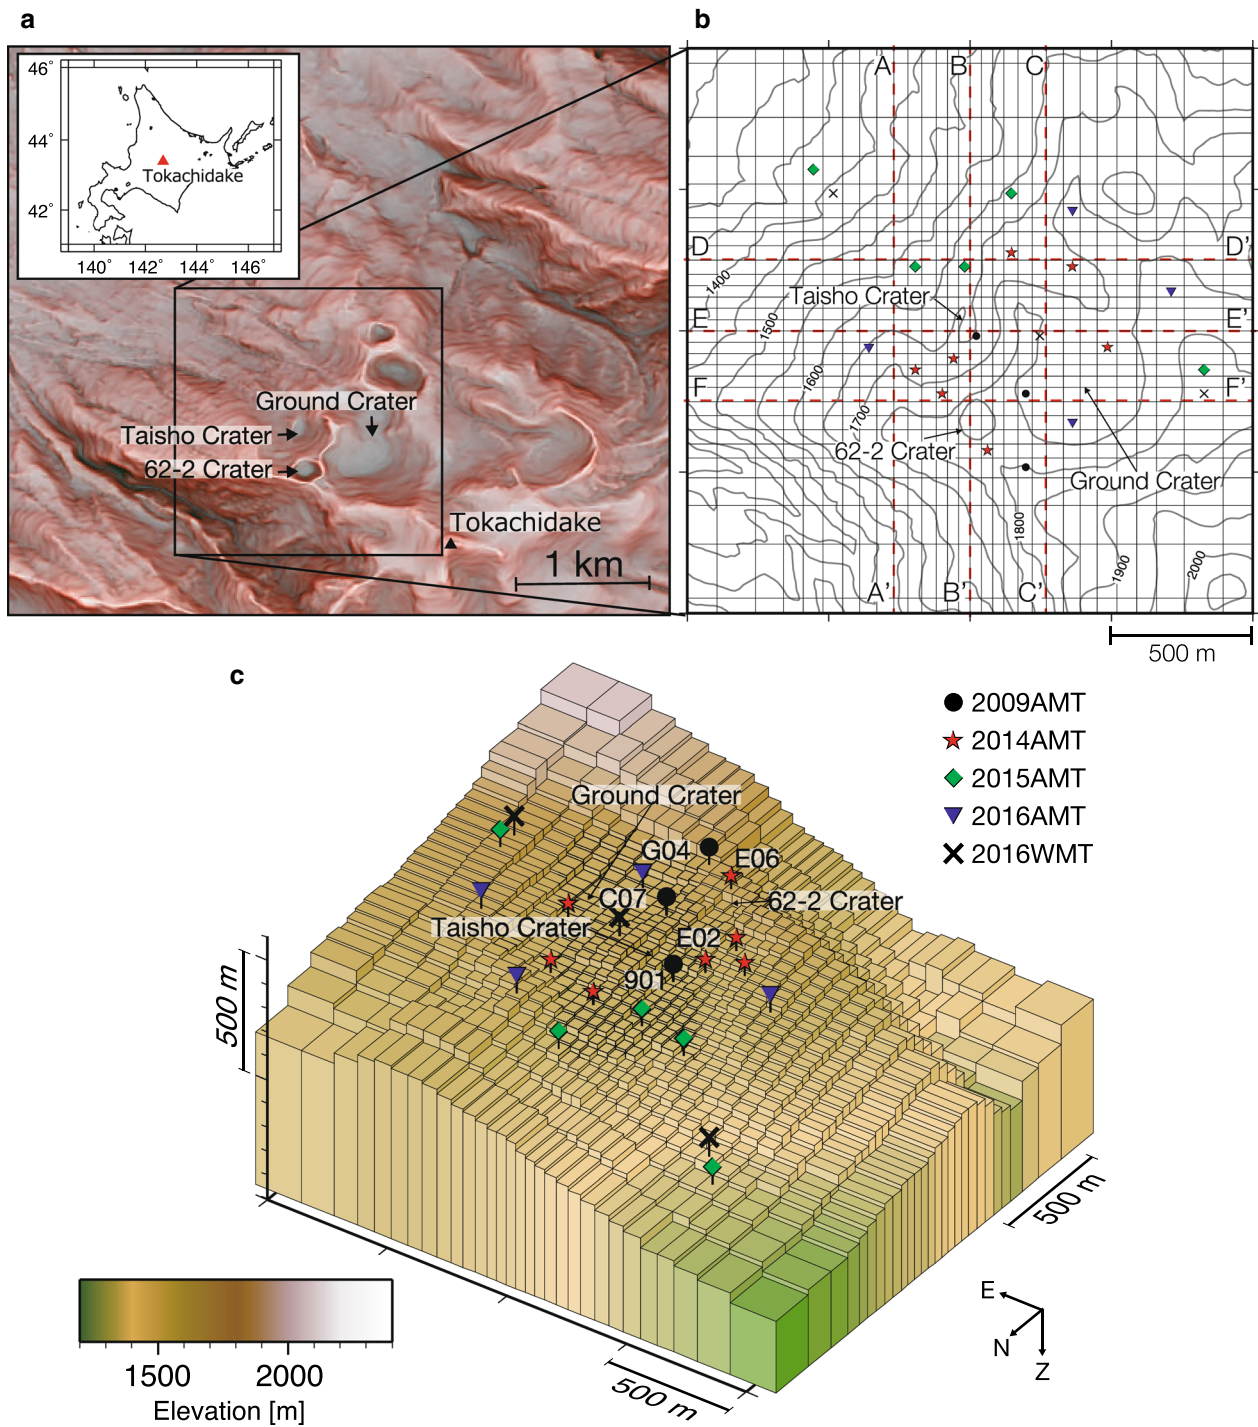 a
46°
44°
42°
Tokachidake
140° 142° 144° 146°
Ground Crater
Taisho Crater
62-2 Crater
Tokachidake
1 km
b
A B C
D D'
Taisho Crater
E E'
F F'
62-2 Crater
Ground Crater
1400
1500
1600
1700
1800
1900
2000
A' B' C'
500 m
c
2009AMT
2014AMT
2015AMT
2016AMT
2016WMT
Ground Crater
G04
E06
C07
62-2 Crater
Taisho Crater
E02
901
500 m
500 m
500 m
E
N
Z
1500 2000
Elevation [m]